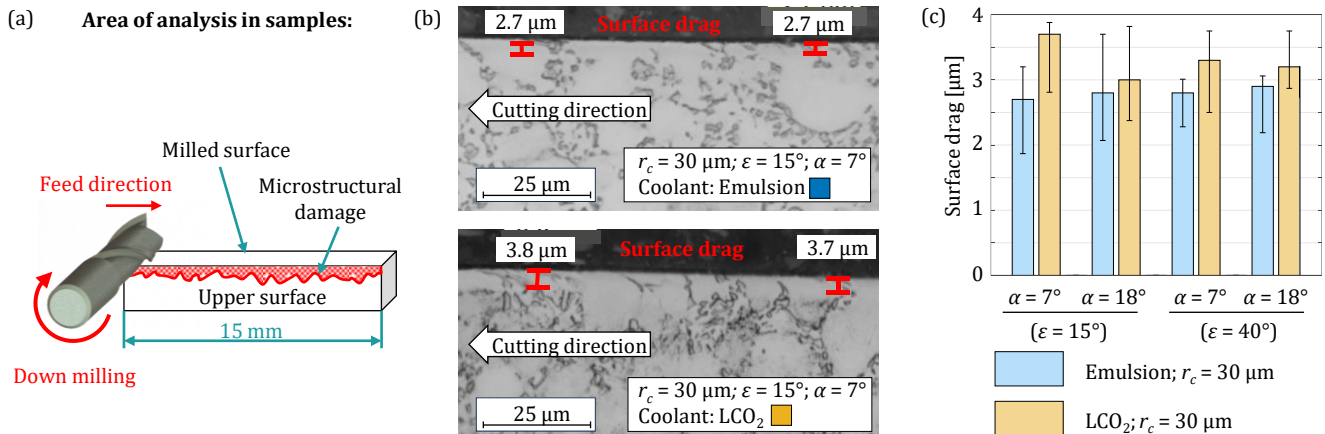 (a)
Area of analysis in samples:
Milled surface
Feed direction
Microstructural
damage
Upper surface
15 mm
Down milling
(b)
2.7 μm
Surface drag
2.7 μm
Cutting direction
r_c = 30 μm; ε = 15°; α = 7°
Coolant: Emulsion
25 μm
3.8 μm
Surface drag
3.7 μm
Cutting direction
r_c = 30 μm; ε = 15°; α = 7°
Coolant: LCO₂
25 μm
(c)
Surface drag [μm]
4
3
2
1
0
α = 7° α = 18° α = 7° α = 18°
(ε = 15°) (ε = 40°)
Emulsion; r_c = 30 μm
LCO₂; r_c = 30 μm